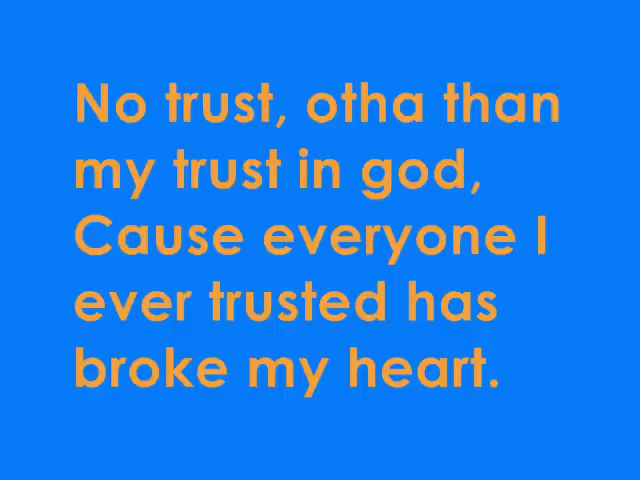 No trust, otha than
my trust in god,
Cause everyone I
ever trusted has
broke my heart.